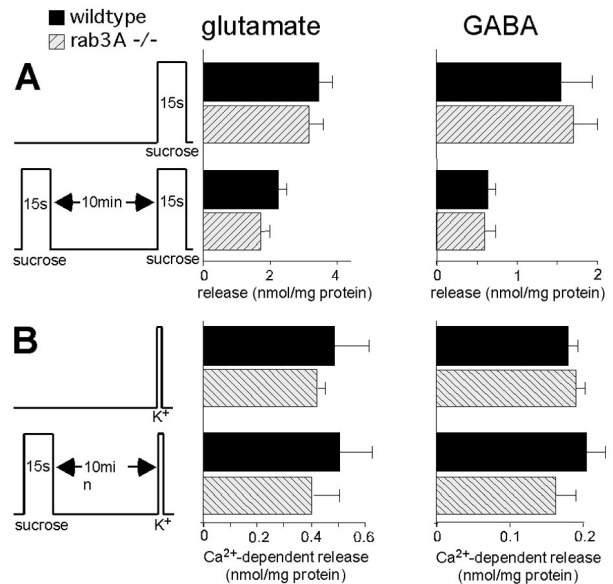 wildtype
rab3A -/-
glutamate
GABA
A
15s
sucrose
15s
10min
15s
sucrose
sucrose
0
2
4
release (nmol/mg protein)
0
1
2
release (nmol/mg protein)
B
K+
15s
10mi
n
sucrose
K+
0
0.2
0.4
0.6
Ca2+-dependent release
(nmol/mg protein)
0
0.1
0.2
Ca2+-dependent release
(nmol/mg protein)